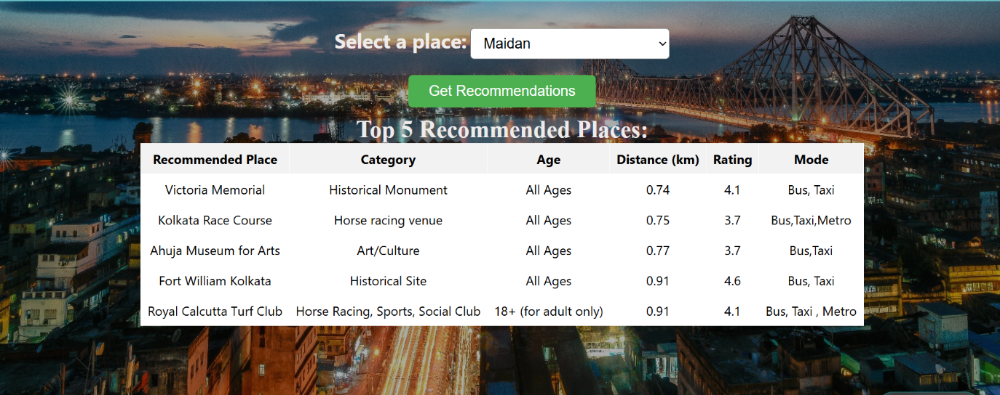 Select a place: Maidan
Get Recommendations
Top 5 Recommended Places:
Recommended Place Category Age Distance (km) Rating Mode
Victoria Memorial Historical Monument All Ages 0.74 4.1 Bus, Taxi
Kolkata Race Course Horse racing venue All Ages 0.75 3.7 Bus,Taxi,Metro
Ahuja Museum for Arts Art/Culture All Ages 0.77 3.7 Bus,Taxi
Fort William Kolkata Historical Site All Ages 0.91 4.6 Bus, Taxi
Royal Calcutta Turf Club Horse Racing, Sports, Social Club 18+ (for adult only) 0.91 4.1 Bus, Taxi , Metro